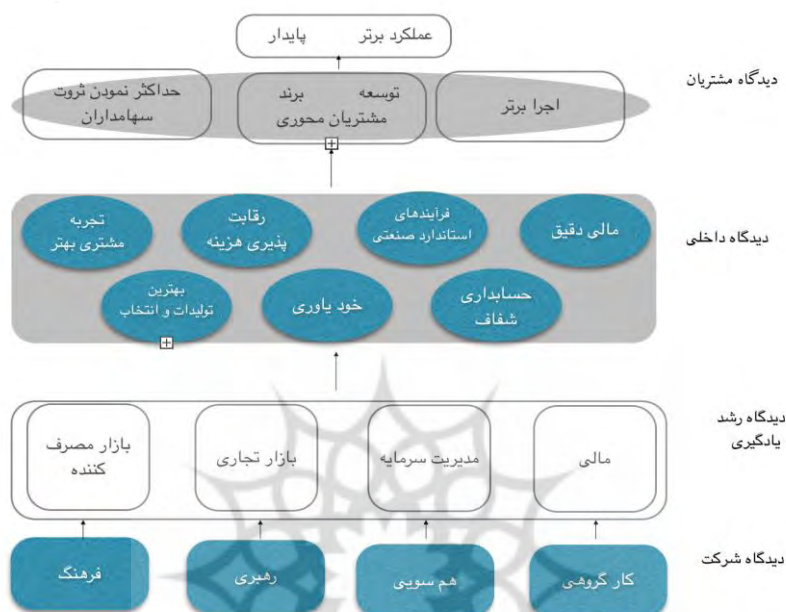 عملکرد برتر پایدار
دیدگاه مشتریان
اجرا برتر
توسعه برند
مشتریان محوری
حداکثر نمودن ثروت
سهامداران
دیدگاه داخلی
مالی دقیق
فرآیندهای
استاندارد صنعتی
رقابت
پذیری هزینه
تجربه
مشتری بهتر
حسابداری
شفاف
خود یاوری
بهترین
تولیدات و انتخاب
دیدگاه رشد
یادگیری
مالی
مدیریت سرمایه
بازار تجاری
بازار مصرف
کننده
دیدگاه شرکت
کار گروهی
هم سویی
رهبری
فرهنگ